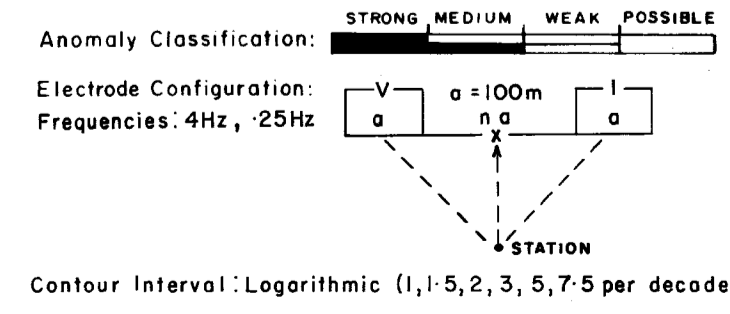 STRONG MEDIUM WEAK POSSIBLE
Anomaly Classification:
Electrode Configuration: V a = 100m I
Frequencies: 4Hz, ·25Hz a n a a
x
STATION
Contour Interval: Logarithmic (1, 1·5, 2, 3, 5, 7·5 per decade